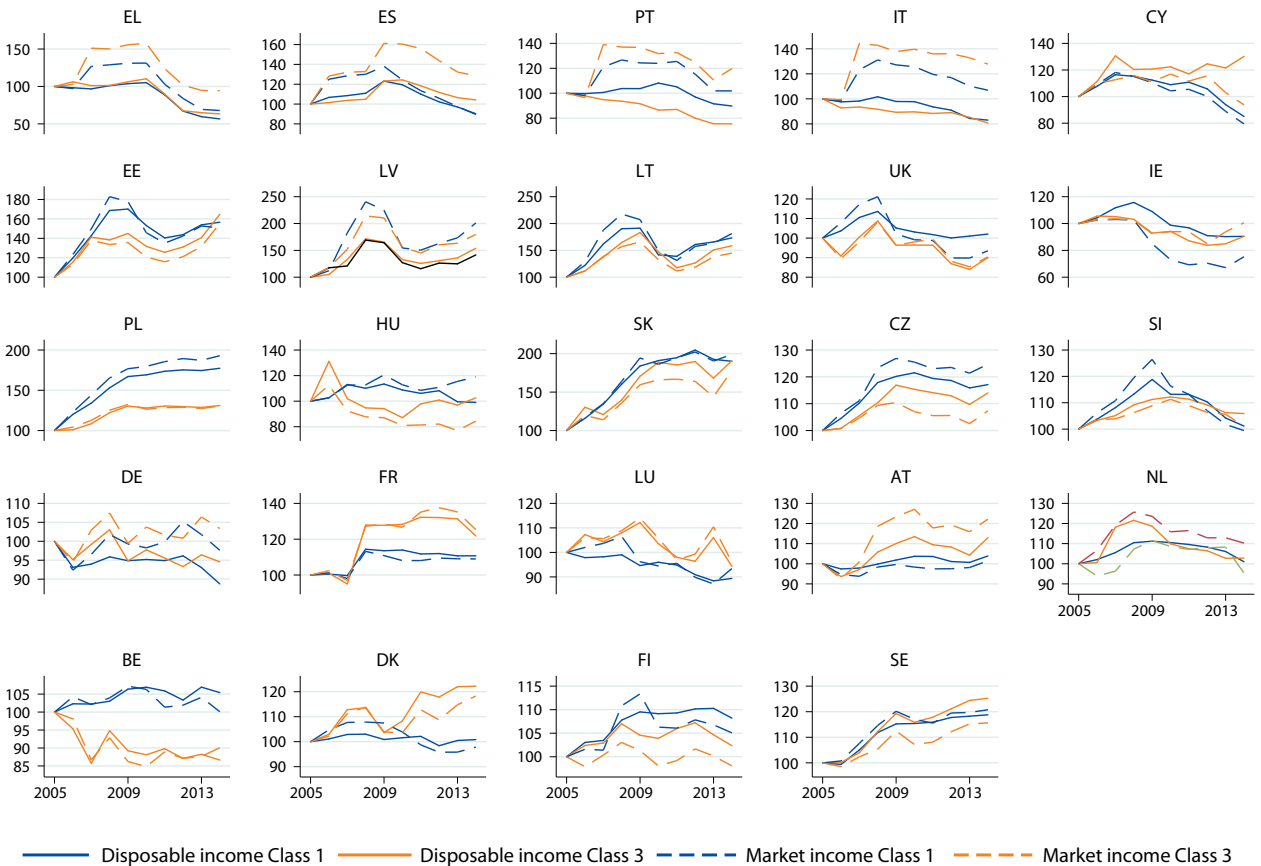 EL ES PT IT CY
150 100 50
160 140 120 100 80
140 120 100 80
140 120 100 80
140 120 100 80
EE LV LT UK IE
180 160 140 120 100
250 200 150 100
250 200 150 100
120 110 100 90 80
120 100 80 60
PL HU SK CZ SI
200 150 100
140 120 100 80
200 150 100
130 120 110 100
130 120 110 100
DE FR LU AT NL
110 105 100 95 90
140 120 100
120 110 100 90
130 120 110 100 90
130 120 110 100 90
2005 2009 2013
BE DK FI SE
105 100 95 90 85
120 110 100 90
115 110 105 100
130 120 110 100
2005 2009 2013 2005 2009 2013 2005 2009 2013 2005 2009 2013
Disposable income Class 1 Disposable income Class 3 Market income Class 1 Market income Class 3